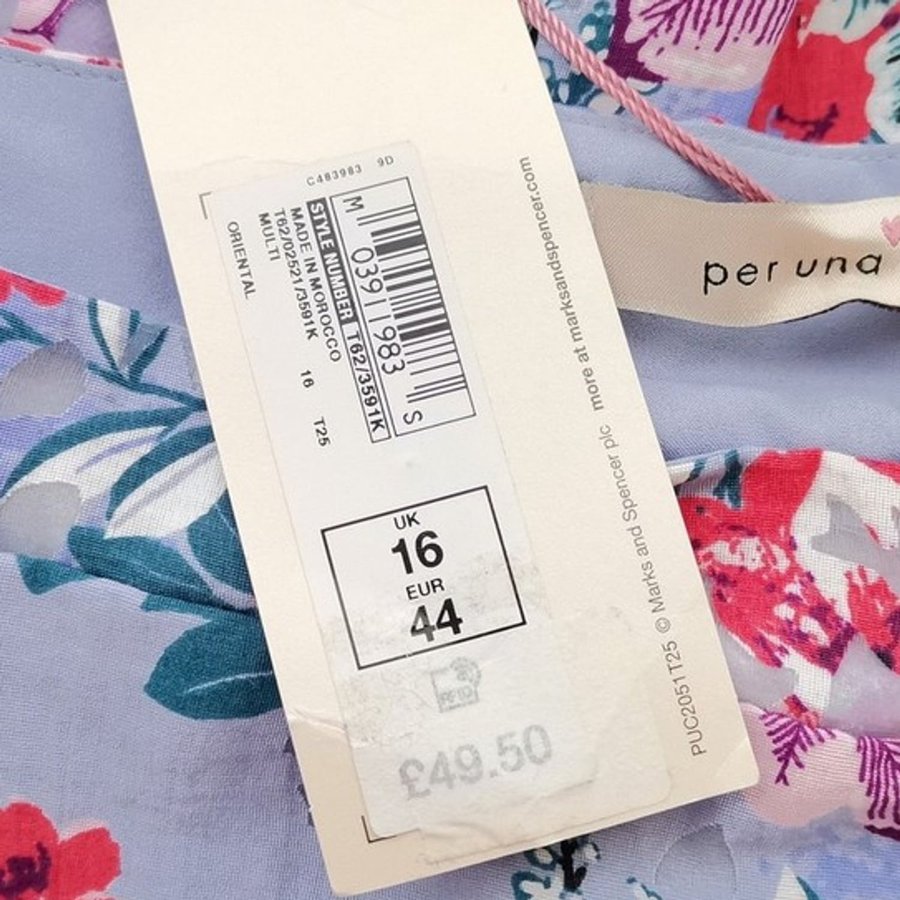 C483983 9D
M 03911983 S
STYLE NUMBER T62/3591K
MADE IN MOROCCO
T62/02521/3591K 16 T25
MULTI
ORIENTAL
UK
16
EUR
44
RFID
£49.50
PUC2051T25 © Marks and Spencer plc more at marksandspencer.com
per una